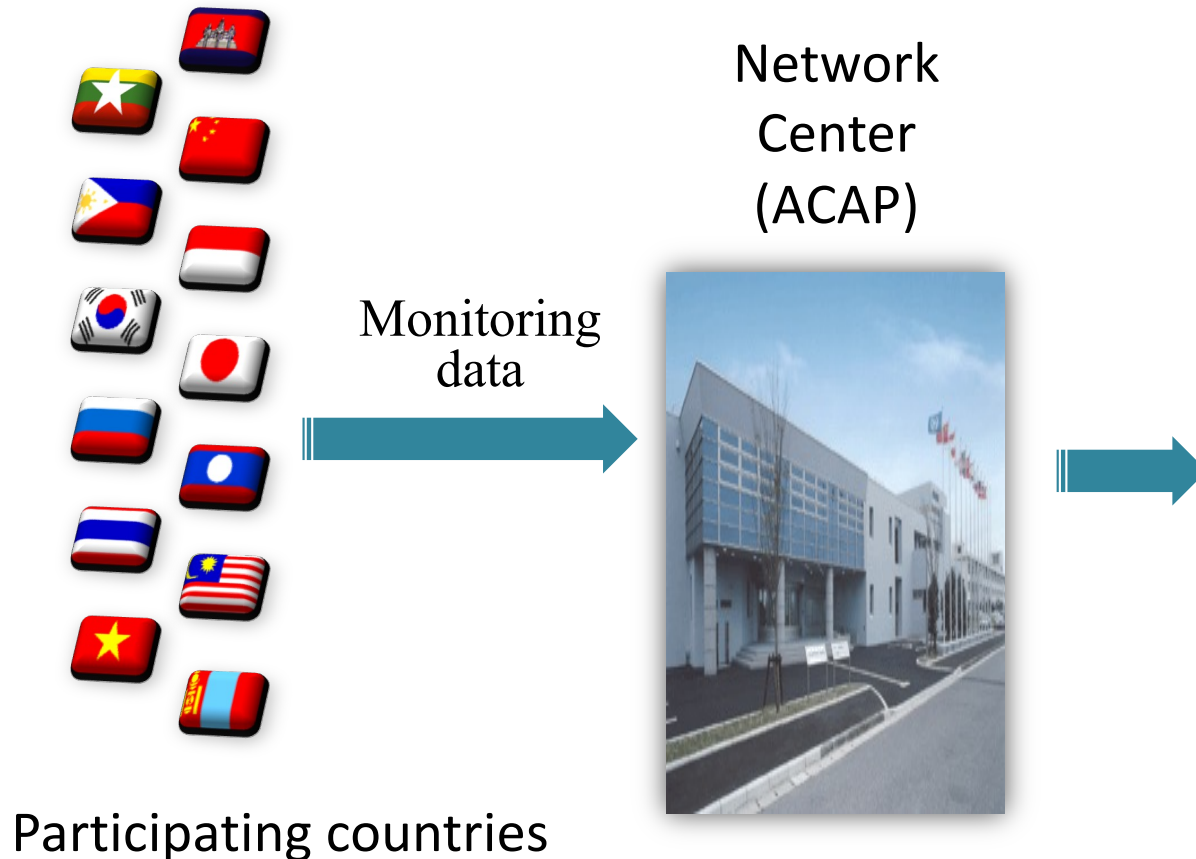 Network
Center
(ACAP)
Monitoring
data
Participating countries